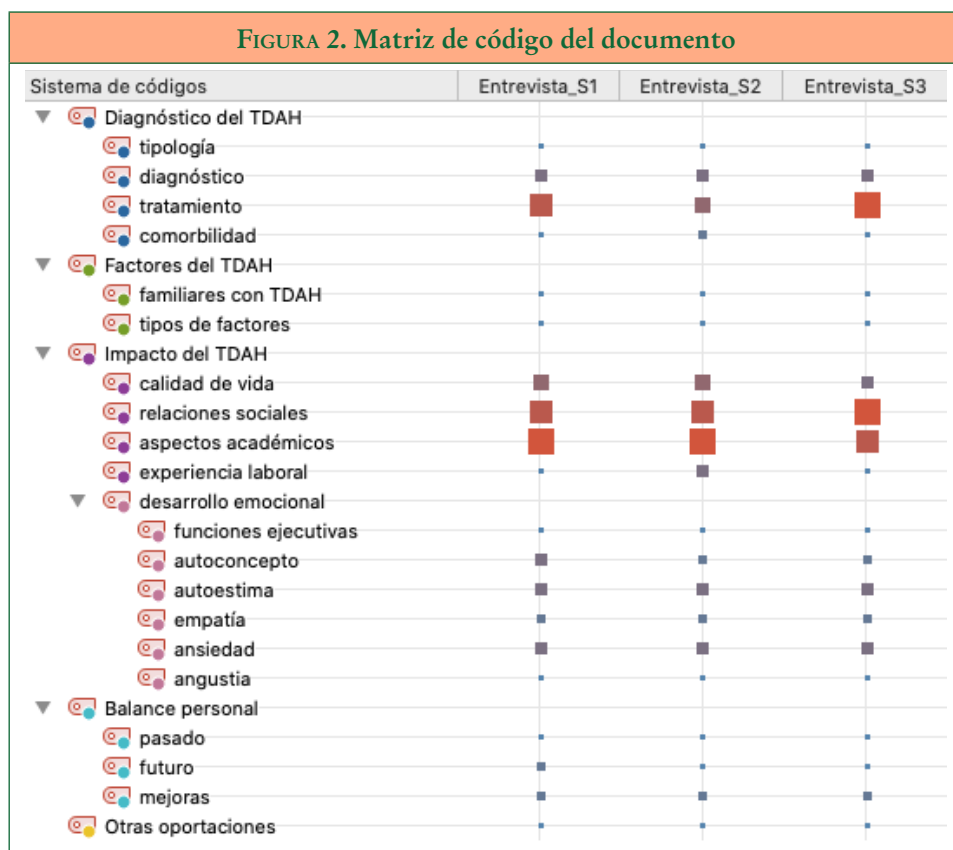 FIGURA 2. Matriz de código del documento
Sistema de códigos Entrevista_S1 Entrevista_S2 Entrevista_S3
Diagnóstico del TDAH
tipología
diagnóstico
tratamiento
comorbilidad
Factores del TDAH
familiares con TDAH
tipos de factores
Impacto del TDAH
calidad de vida
relaciones sociales
aspectos académicos
experiencia laboral
desarrollo emocional
funciones ejecutivas
autoconcepto
autoestima
empatía
ansiedad
angustia
Balance personal
pasado
futuro
mejoras
Otras oportaciones